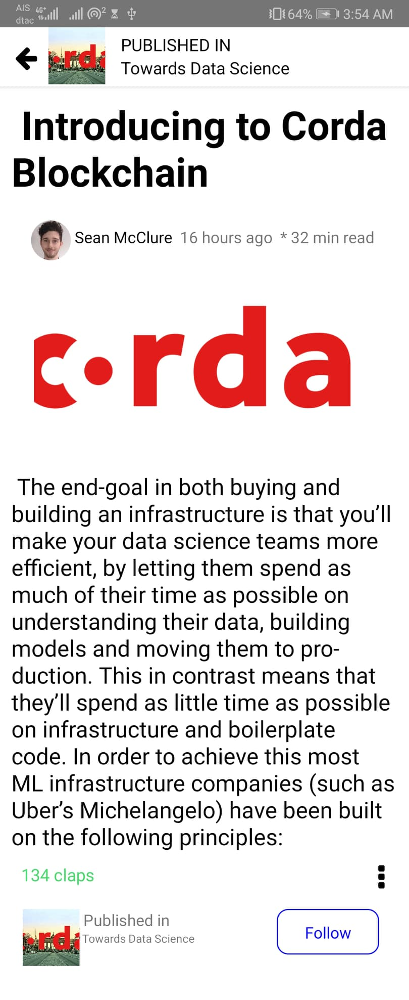 AIS 4G+ 2 64% 3:54 AM
dtac
rda
PUBLISHED IN
Towards Data Science
Introducing to Corda
Blockchain
Sean McClure 16 hours ago * 32 min read
corda
The end-goal in both buying and
building an infrastructure is that you’ll
make your data science teams more
efficient, by letting them spend as
much of their time as possible on
understanding their data, building
models and moving them to pro-
duction. This in contrast means that
they’ll spend as little time as possible
on infrastructure and boilerplate
code. In order to achieve this most
ML infrastructure companies (such as
Uber’s Michelangelo) have been built
on the following principles:
134 claps
rda
Published in
Towards Data Science
Follow